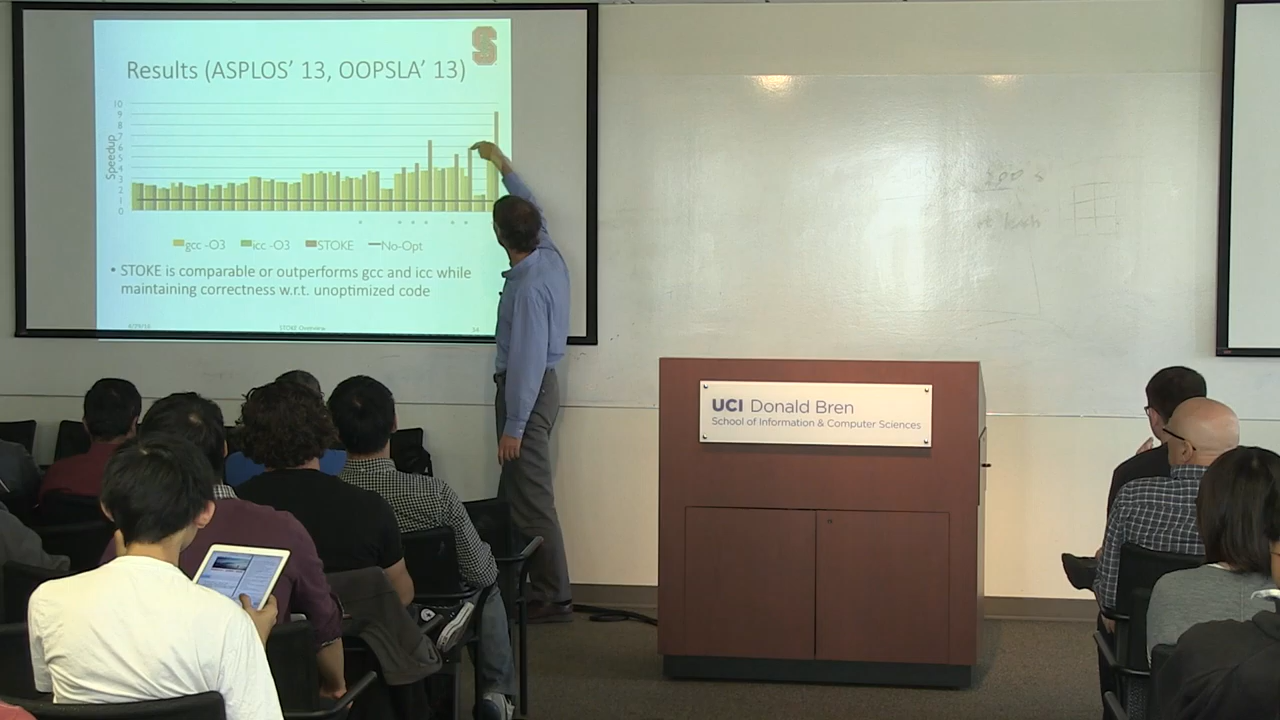 S
Results (ASPLOS' 13, OOPSLA' 13)
Speedup
10
9
8
7
6
5
4
3
2
1
0
gcc -O3 icc -O3 STOKE No-Opt
• STOKE is comparable or outperforms gcc and icc while
maintaining correctness w.r.t. unoptimized code
STOKE Overview
UCI Donald Bren
School of Information & Computer Sciences